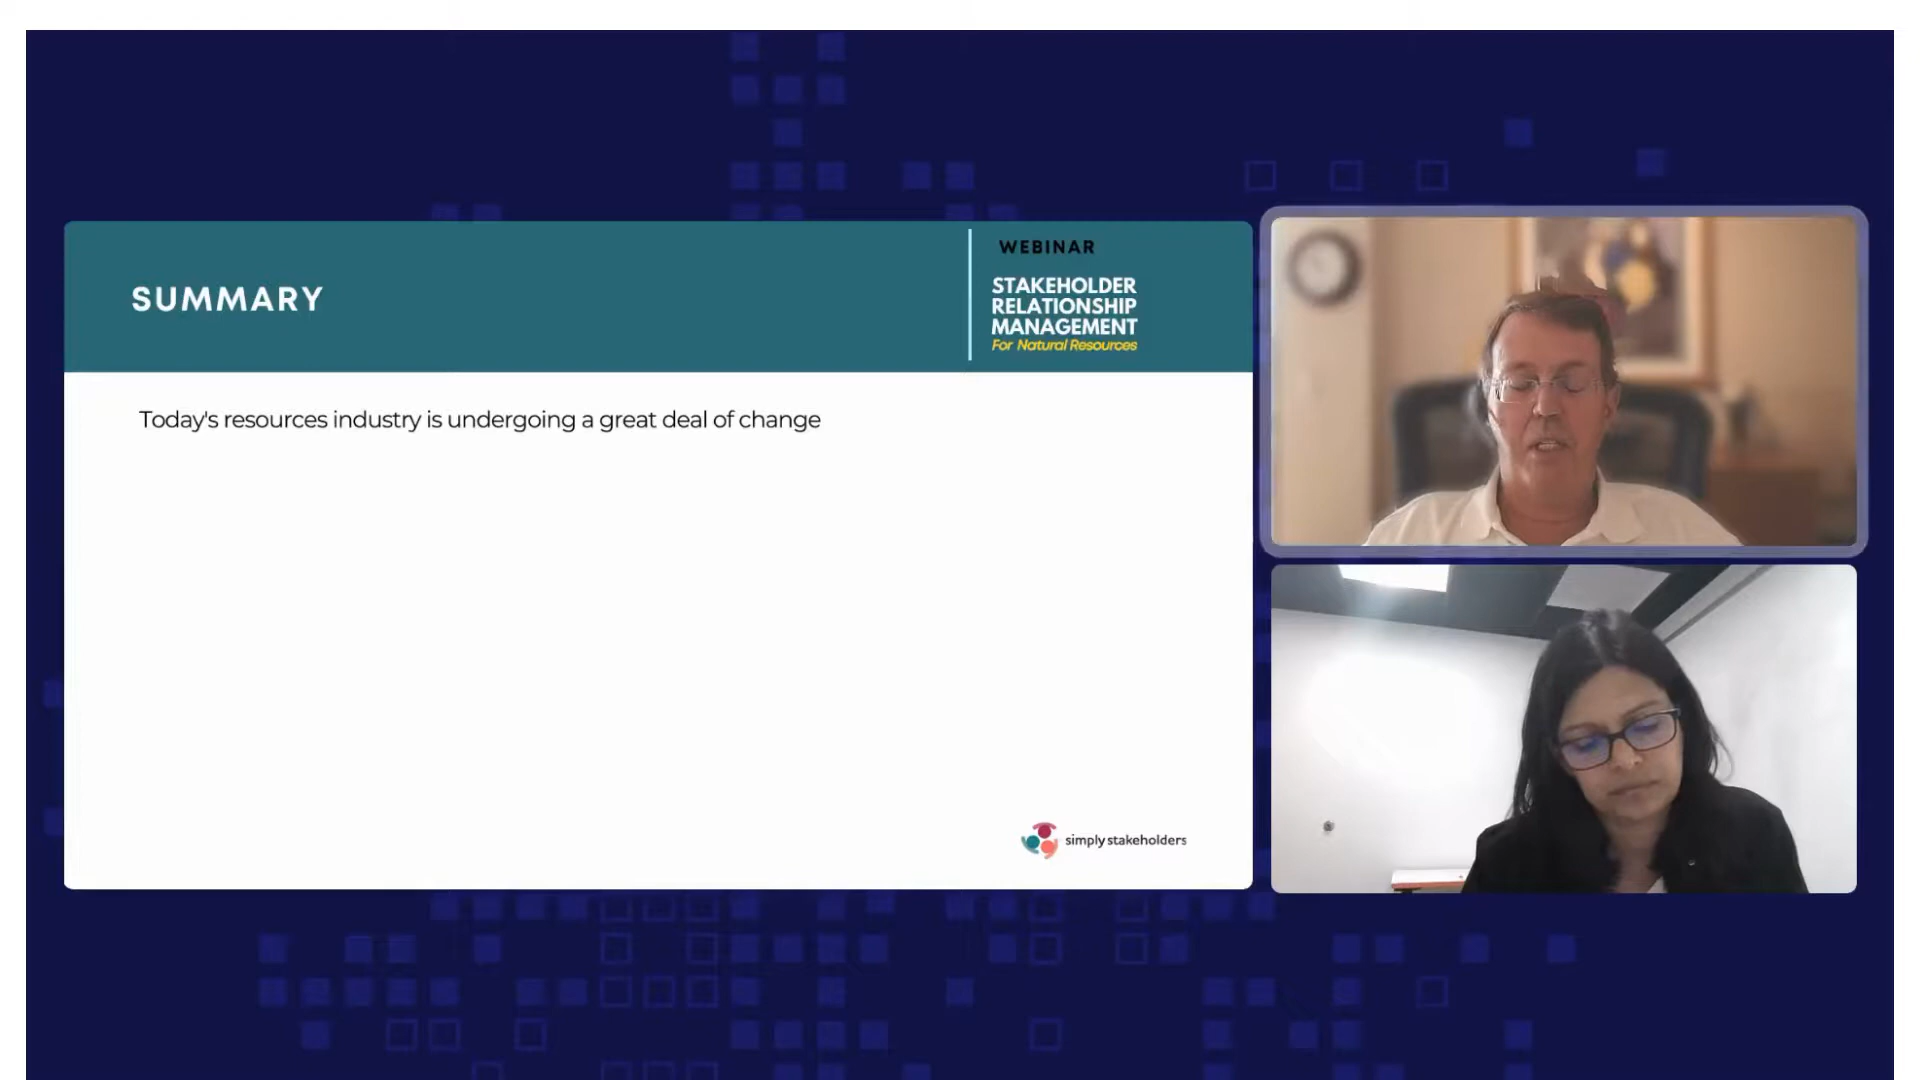 SUMMARY
WEBINAR
STAKEHOLDER
RELATIONSHIP
MANAGEMENT
For Natural Resources
Today's resources industry is undergoing a great deal of change
simply stakeholders